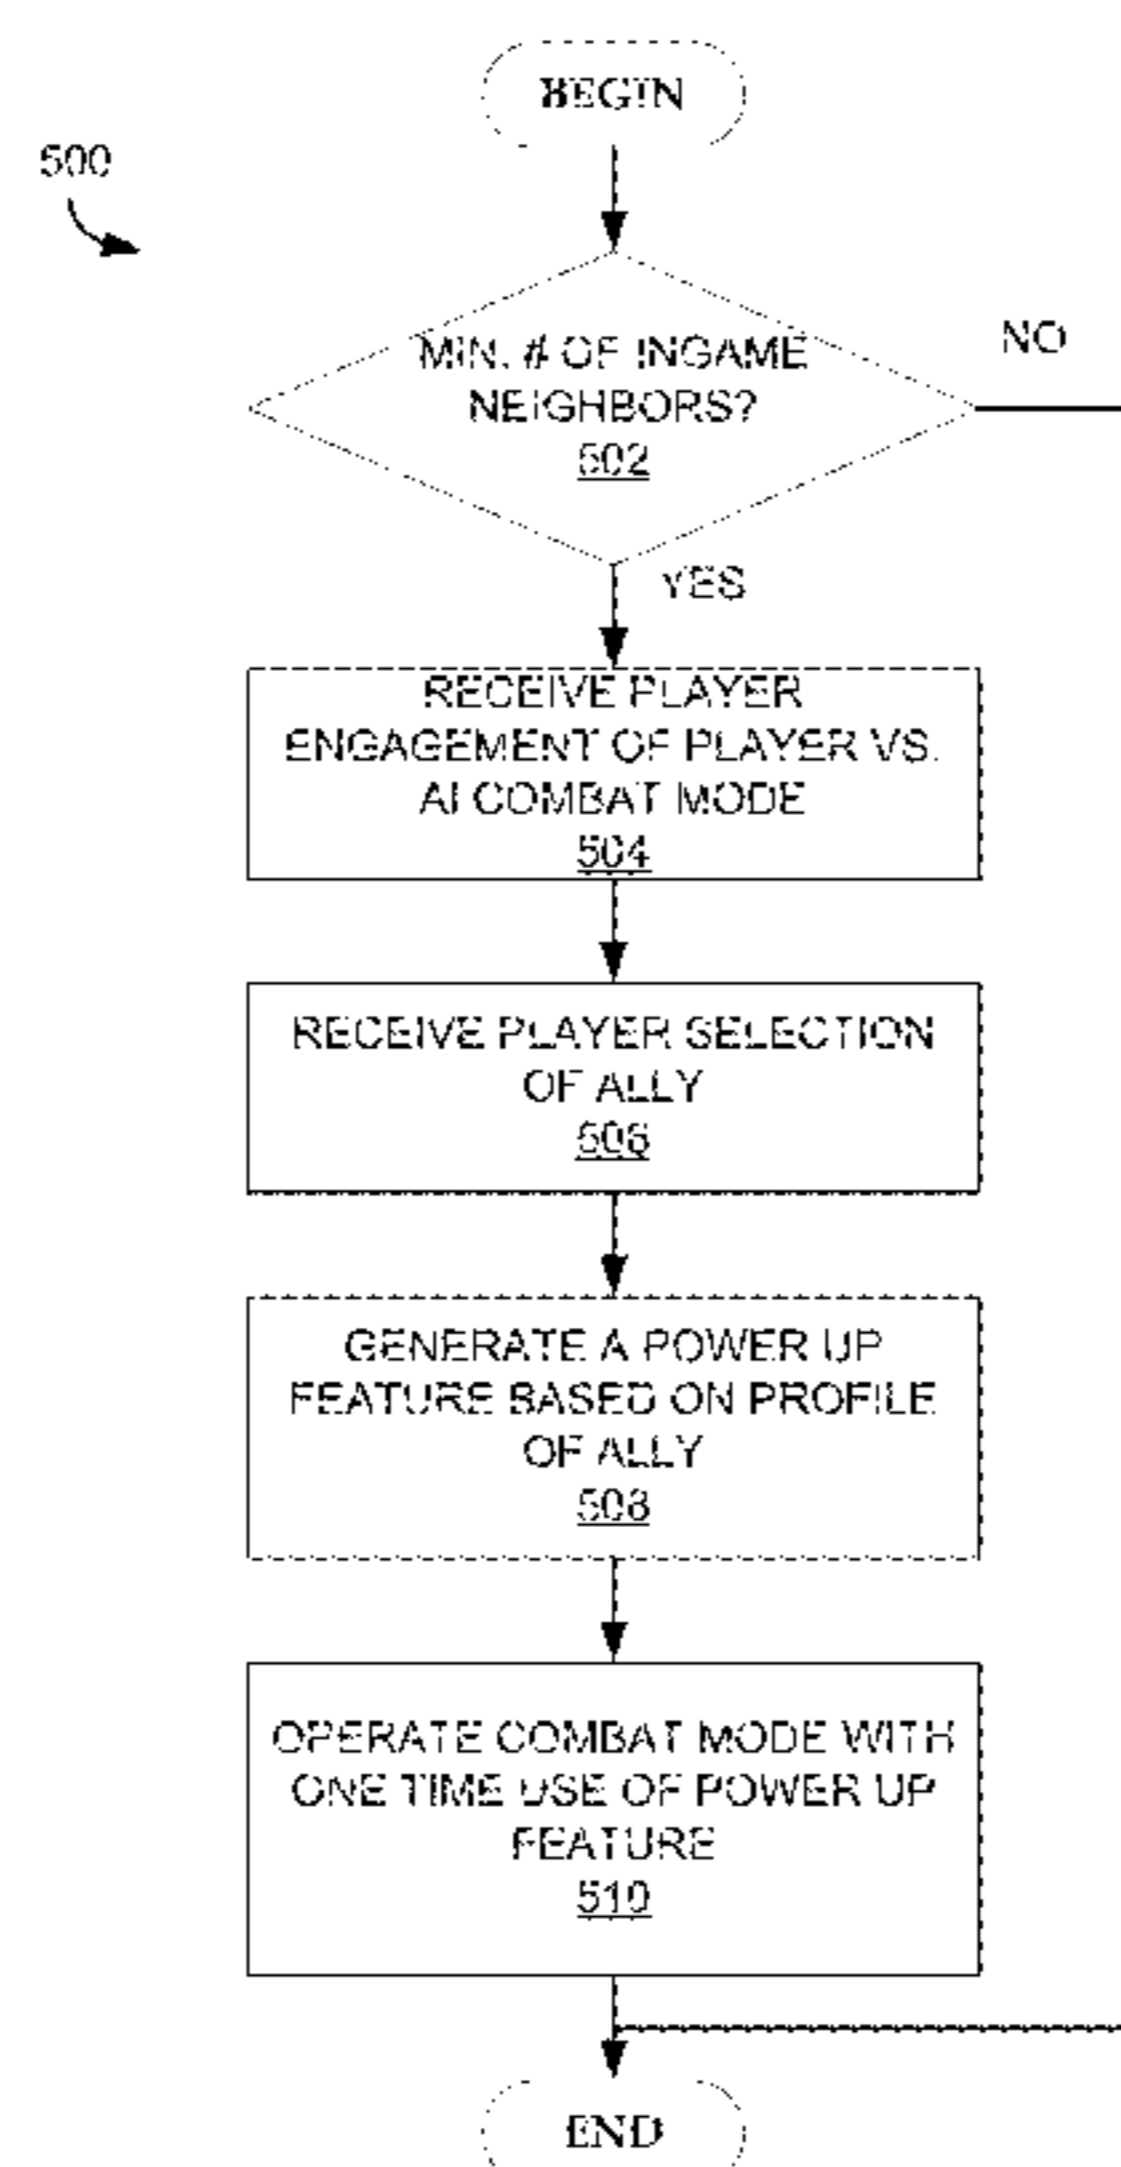 BEGIN
500
MIN. # OF INGAME
NEIGHBORS?
502
NO
YES
RECEIVE PLAYER
ENGAGEMENT OF PLAYER VS.
AI COMBAT MODE
504
RECEIVE PLAYER SELECTION
OF ALLY
506
GENERATE A POWER UP
FEATURE BASED ON PROFILE
OF ALLY
508
OPERATE COMBAT MODE WITH
ONE TIME USE OF POWER UP
FEATURE
510
END